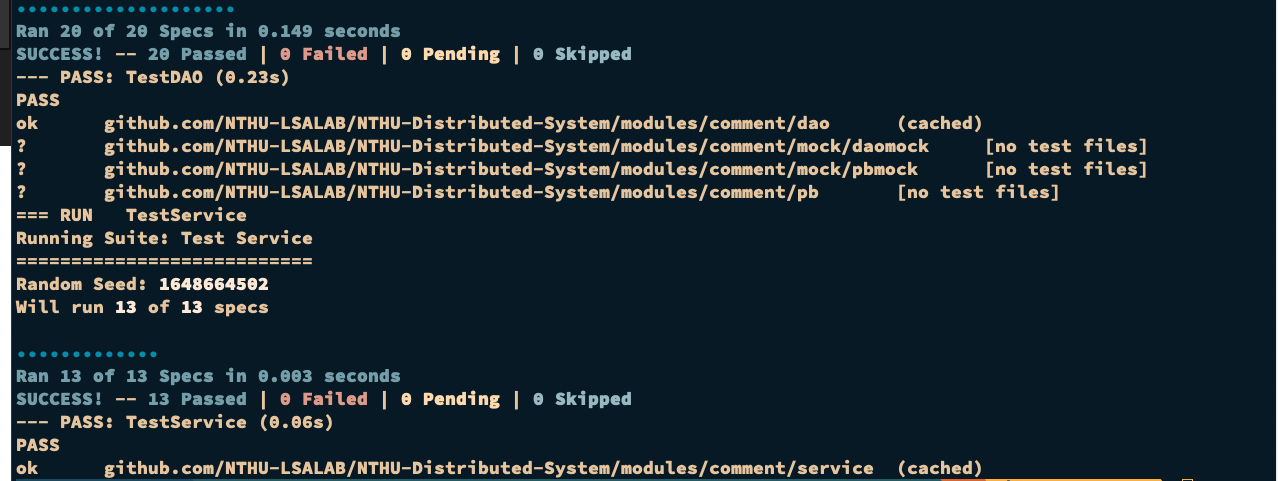 ••••••••••••••••••••
Ran 20 of 20 Specs in 0.149 seconds
SUCCESS! -- 20 Passed | 0 Failed | 0 Pending | 0 Skipped
--- PASS: TestDAO (0.23s)
PASS
ok      github.com/NTHU-LSALAB/NTHU-Distributed-System/modules/comment/dao      (cached)
?       github.com/NTHU-LSALAB/NTHU-Distributed-System/modules/comment/mock/daomock     [no test files]
?       github.com/NTHU-LSALAB/NTHU-Distributed-System/modules/comment/mock/pbmock      [no test files]
?       github.com/NTHU-LSALAB/NTHU-Distributed-System/modules/comment/pb       [no test files]
=== RUN   TestService
Running Suite: Test Service
===========================
Random Seed: 1648664502
Will run 13 of 13 specs
•••••••••••••
Ran 13 of 13 Specs in 0.003 seconds
SUCCESS! -- 13 Passed | 0 Failed | 0 Pending | 0 Skipped
--- PASS: TestService (0.06s)
PASS
ok      github.com/NTHU-LSALAB/NTHU-Distributed-System/modules/comment/service  (cached)